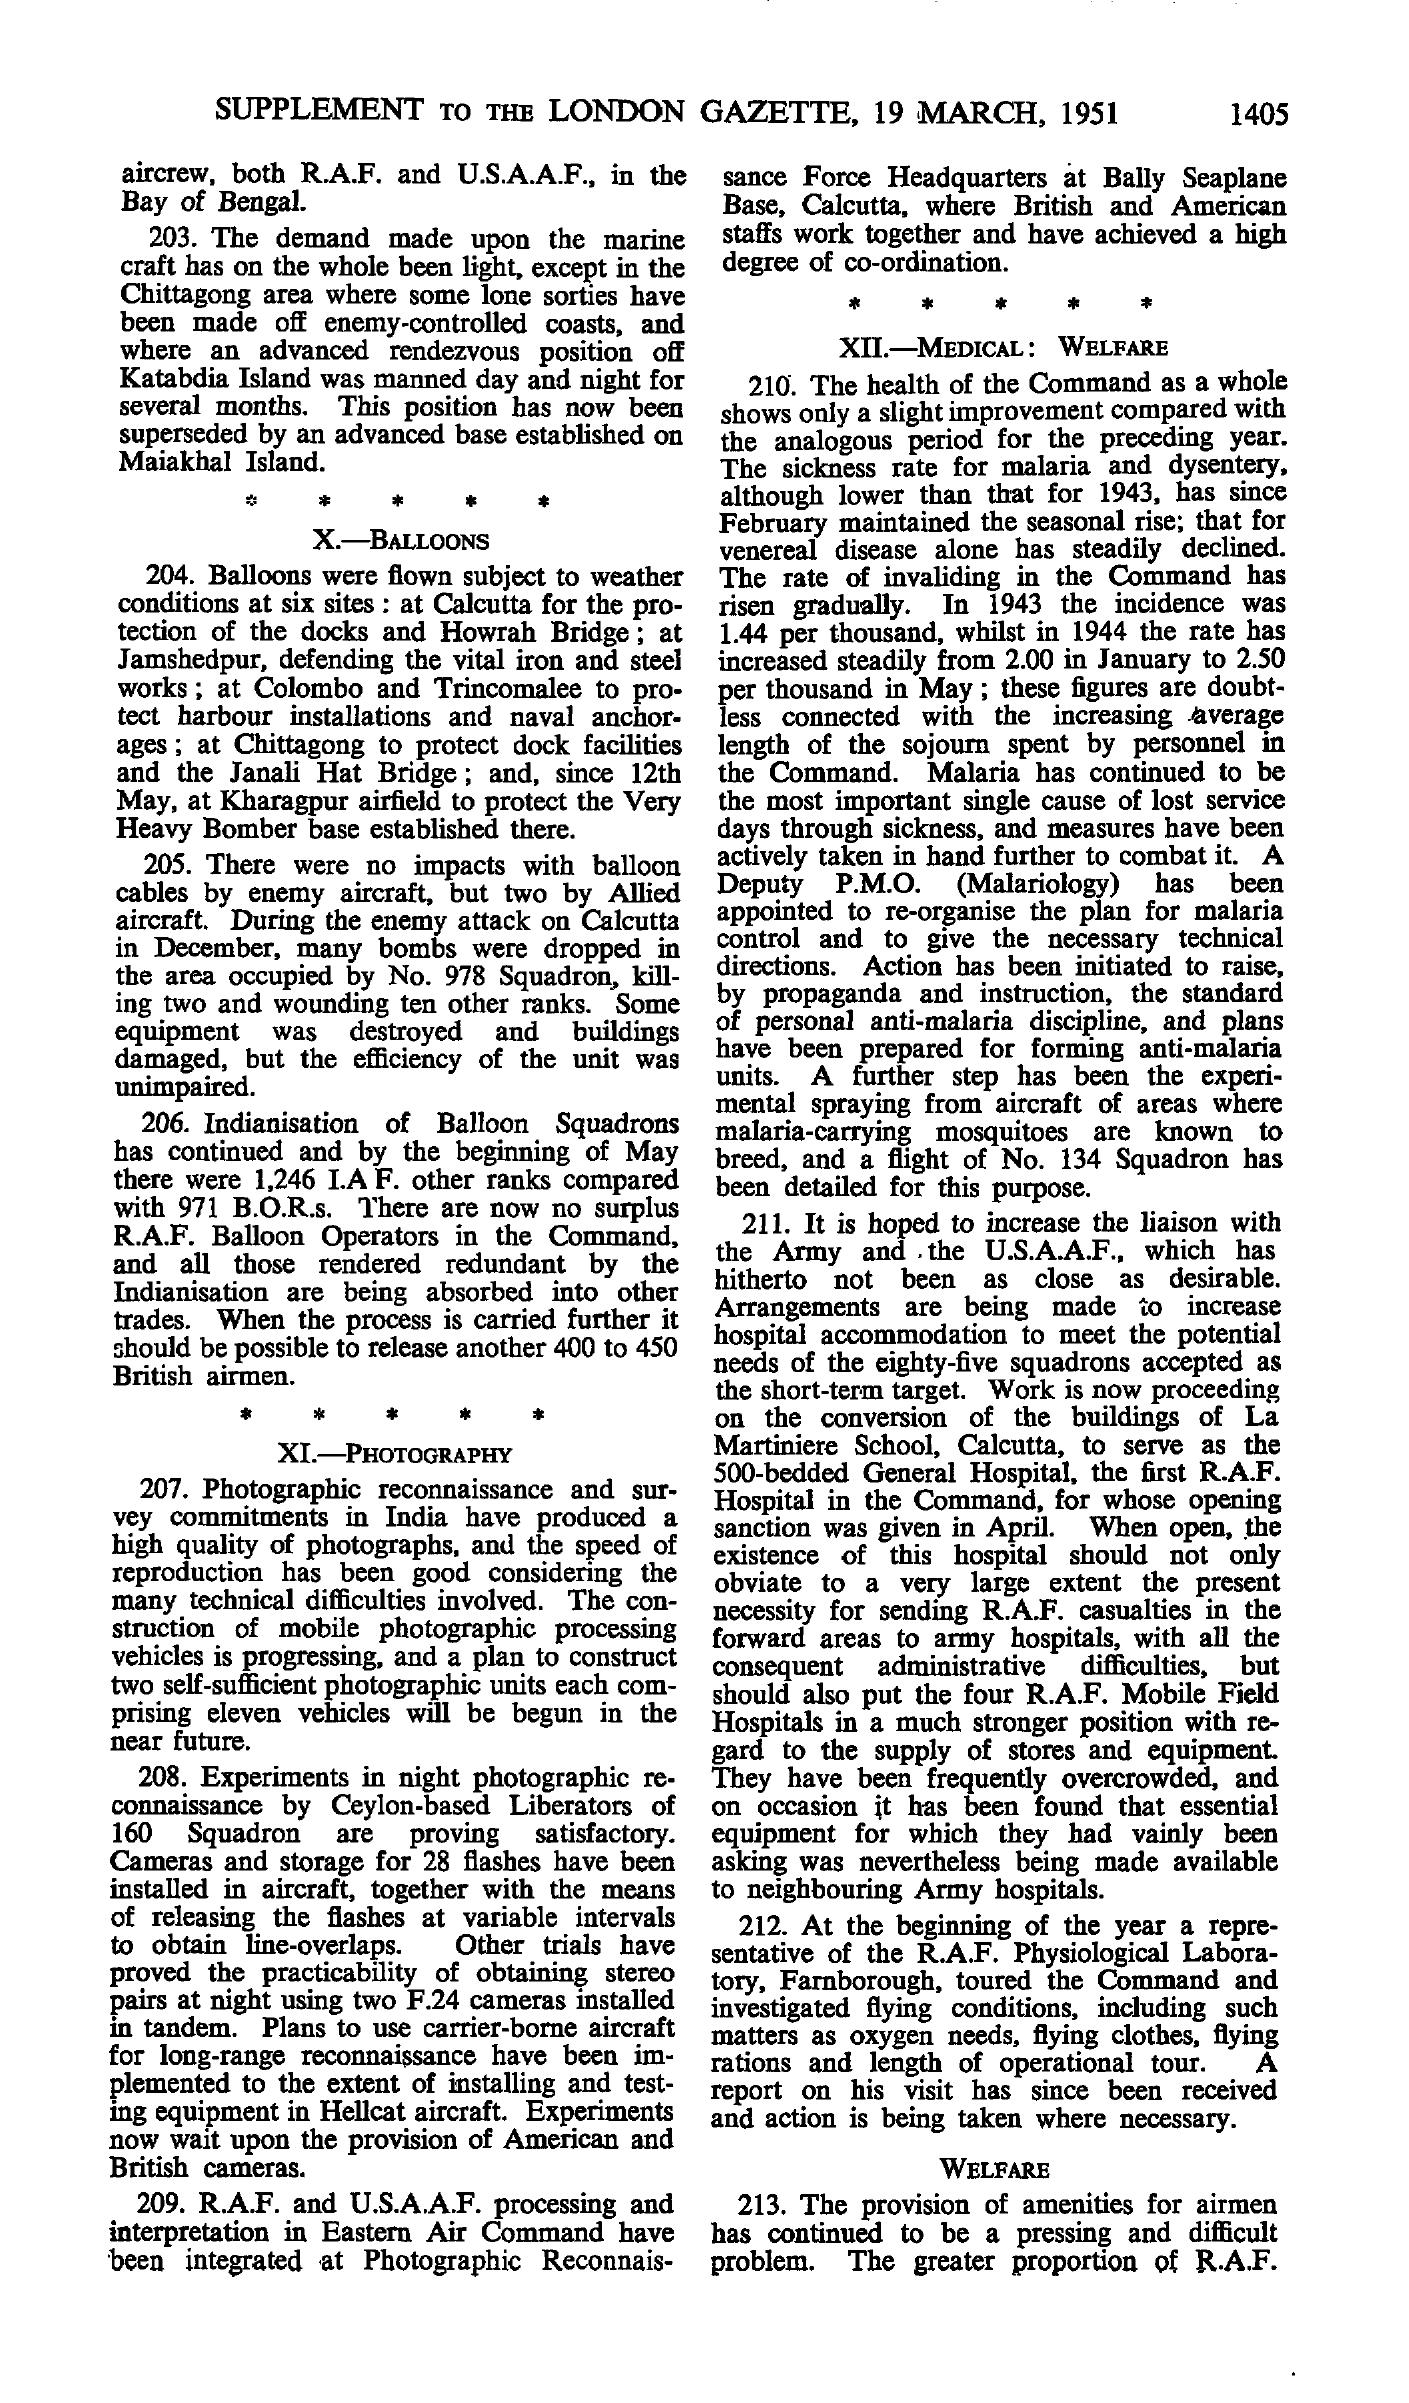 SUPPLEMENT TO THE LONDON GAZETTE, 19 MARCH, 1951 1405
aircrew, both R.A.F. and U.S.A.A.F., in the
Bay of Bengal.
203. The demand made upon the marine
craft has on the whole been light, except in the
Chittagong area where some lone sorties have
been made off enemy-controlled coasts, and
where an advanced rendezvous position off
Katabdia Island was manned day and night for
several months. This position has now been
superseded by an advanced base established on
Maiakhal Island.
* * * * *
X.—BALLOONS
204. Balloons were flown subject to weather
conditions at six sites : at Calcutta for the pro-
tection of the docks and Howrah Bridge ; at
Jamshedpur, defending the vital iron and steel
works ; at Colombo and Trincomalee to pro-
tect harbour installations and naval anchor-
ages ; at Chittagong to protect dock facilities
and the Janali Hat Bridge ; and, since 12th
May, at Kharagpur airfield to protect the Very
Heavy Bomber base established there.
205. There were no impacts with balloon
cables by enemy aircraft, but two by Allied
aircraft. During the enemy attack on Calcutta
in December, many bombs were dropped in
the area occupied by No. 978 Squadron, kill-
ing two and wounding ten other ranks. Some
equipment was destroyed and buildings
damaged, but the efficiency of the unit was
unimpaired.
206. Indianisation of Balloon Squadrons
has continued and by the beginning of May
there were 1,246 I.A F. other ranks compared
with 971 B.O.R.s. There are now no surplus
R.A.F. Balloon Operators in the Command,
and all those rendered redundant by the
Indianisation are being absorbed into other
trades. When the process is carried further it
should be possible to release another 400 to 450
British airmen.
* * * * *
XI.—PHOTOGRAPHY
207. Photographic reconnaissance and sur-
vey commitments in India have produced a
high quality of photographs, and the speed of
reproduction has been good considering the
many technical difficulties involved. The con-
struction of mobile photographic processing
vehicles is progressing, and a plan to construct
two self-sufficient photographic units each com-
prising eleven vehicles will be begun in the
near future.
208. Experiments in night photographic re-
connaissance by Ceylon-based Liberators of
160 Squadron are proving satisfactory.
Cameras and storage for 28 flashes have been
installed in aircraft, together with the means
of releasing the flashes at variable intervals
to obtain line-overlaps. Other trials have
proved the practicability of obtaining stereo
pairs at night using two F.24 cameras installed
in tandem. Plans to use carrier-borne aircraft
for long-range reconnaissance have been im-
plemented to the extent of installing and test-
ing equipment in Hellcat aircraft. Experiments
now wait upon the provision of American and
British cameras.
209. R.A.F. and U.S.A.A.F. processing and
interpretation in Eastern Air Command have
been integrated at Photographic Reconnais-
sance Force Headquarters at Bally Seaplane
Base, Calcutta, where British and American
staffs work together and have achieved a high
degree of co-ordination.
* * * * *
XII.—MEDICAL: WELFARE
210. The health of the Command as a whole
shows only a slight improvement compared with
the analogous period for the preceding year.
The sickness rate for malaria and dysentery,
although lower than that for 1943, has since
February maintained the seasonal rise; that for
venereal disease alone has steadily declined.
The rate of invaliding in the Command has
risen gradually. In 1943 the incidence was
1.44 per thousand, whilst in 1944 the rate has
increased steadily from 2.00 in January to 2.50
per thousand in May ; these figures are doubt-
less connected with the increasing average
length of the sojourn spent by personnel in
the Command. Malaria has continued to be
the most important single cause of lost service
days through sickness, and measures have been
actively taken in hand further to combat it. A
Deputy P.M.O. (Malariology) has been
appointed to re-organise the plan for malaria
control and to give the necessary technical
directions. Action has been initiated to raise,
by propaganda and instruction, the standard
of personal anti-malaria discipline, and plans
have been prepared for forming anti-malaria
units. A further step has been the experi-
mental spraying from aircraft of areas where
malaria-carrying mosquitoes are known to
breed, and a flight of No. 134 Squadron has
been detailed for this purpose.
211. It is hoped to increase the liaison with
the Army and the U.S.A.A.F., which has
hitherto not been as close as desirable.
Arrangements are being made to increase
hospital accommodation to meet the potential
needs of the eighty-five squadrons accepted as
the short-term target. Work is now proceeding
on the conversion of the buildings of La
Martiniere School, Calcutta, to serve as the
500-bedded General Hospital, the first R.A.F.
Hospital in the Command, for whose opening
sanction was given in April. When open, the
existence of this hospital should not only
obviate to a very large extent the present
necessity for sending R.A.F. casualties in the
forward areas to army hospitals, with all the
consequent administrative difficulties, but
should also put the four R.A.F. Mobile Field
Hospitals in a much stronger position with re-
gard to the supply of stores and equipment.
They have been frequently overcrowded, and
on occasion it has been found that essential
equipment for which they had vainly been
asking was nevertheless being made available
to neighbouring Army hospitals.
212. At the beginning of the year a repre-
sentative of the R.A.F. Physiological Labora-
tory, Farnborough, toured the Command and
investigated flying conditions, including such
matters as oxygen needs, flying clothes, flying
rations and length of operational tour. A
report on his visit has since been received
and action is being taken where necessary.
WELFARE
213. The provision of amenities for airmen
has continued to be a pressing and difficult
problem. The greater proportion of R.A.F.